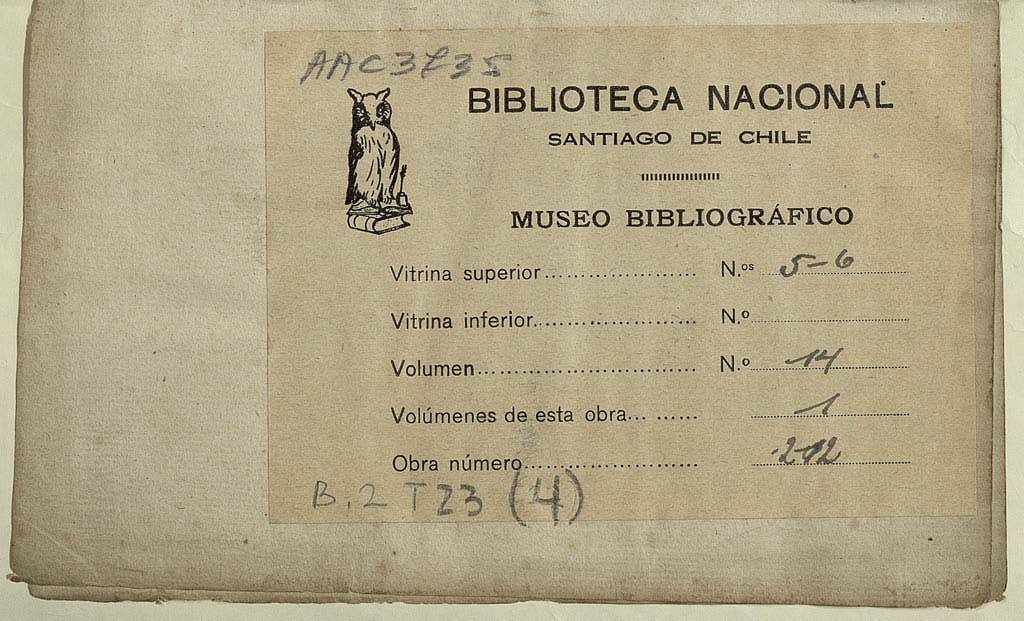 AAC3735
BIBLIOTECA NACIONAL
SANTIAGO DE CHILE
MUSEO BIBLIOGRÁFICO
Vitrina superior........................ N.os 5-6
Vitrina inferior........................ N.o
Volumen........................ N.o 14
Volúmenes de esta obra... ...... 1
Obra número........................ 212
B.2 T23 (4)